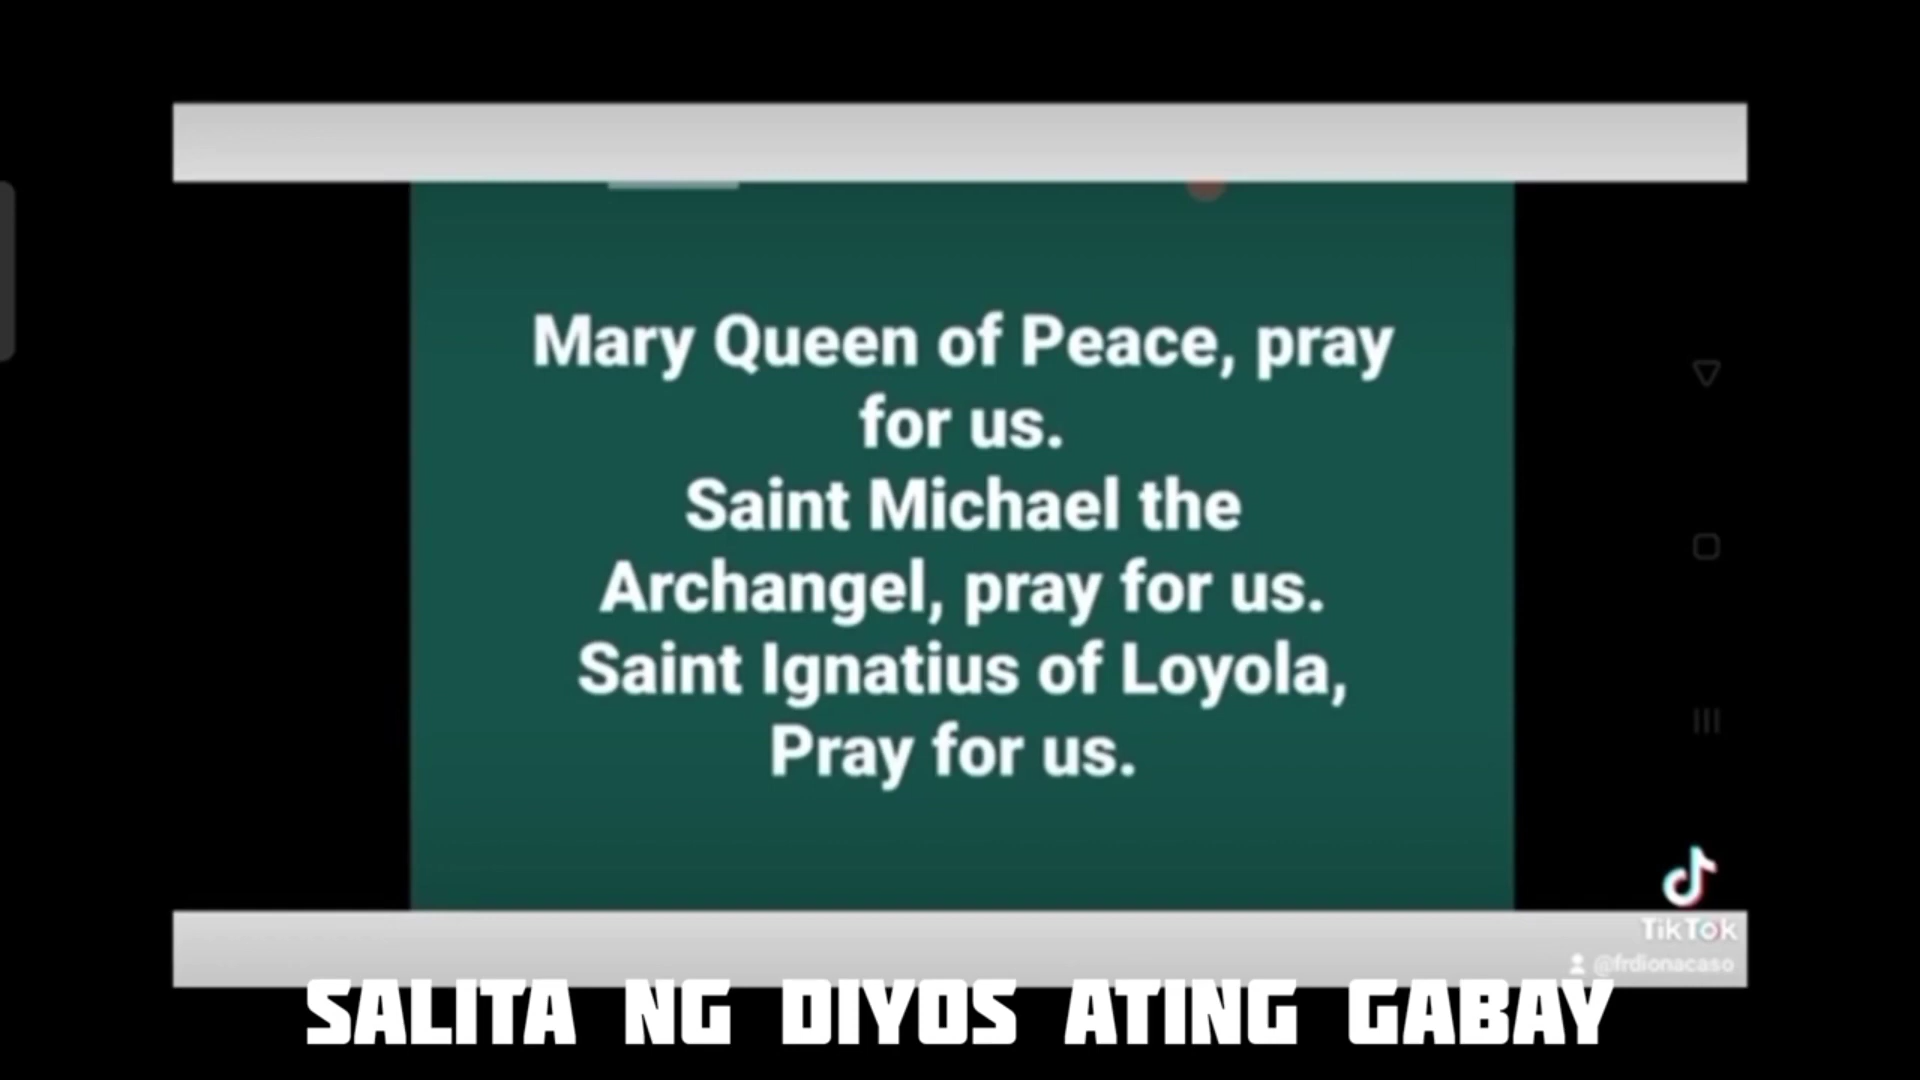 Mary Queen of Peace, pray
for us.
Saint Michael the
Archangel, pray for us.
Saint Ignatius of Loyola,
Pray for us.
TikTok
@frdionacaso
SALITA NG DIYOS ATING GABAY